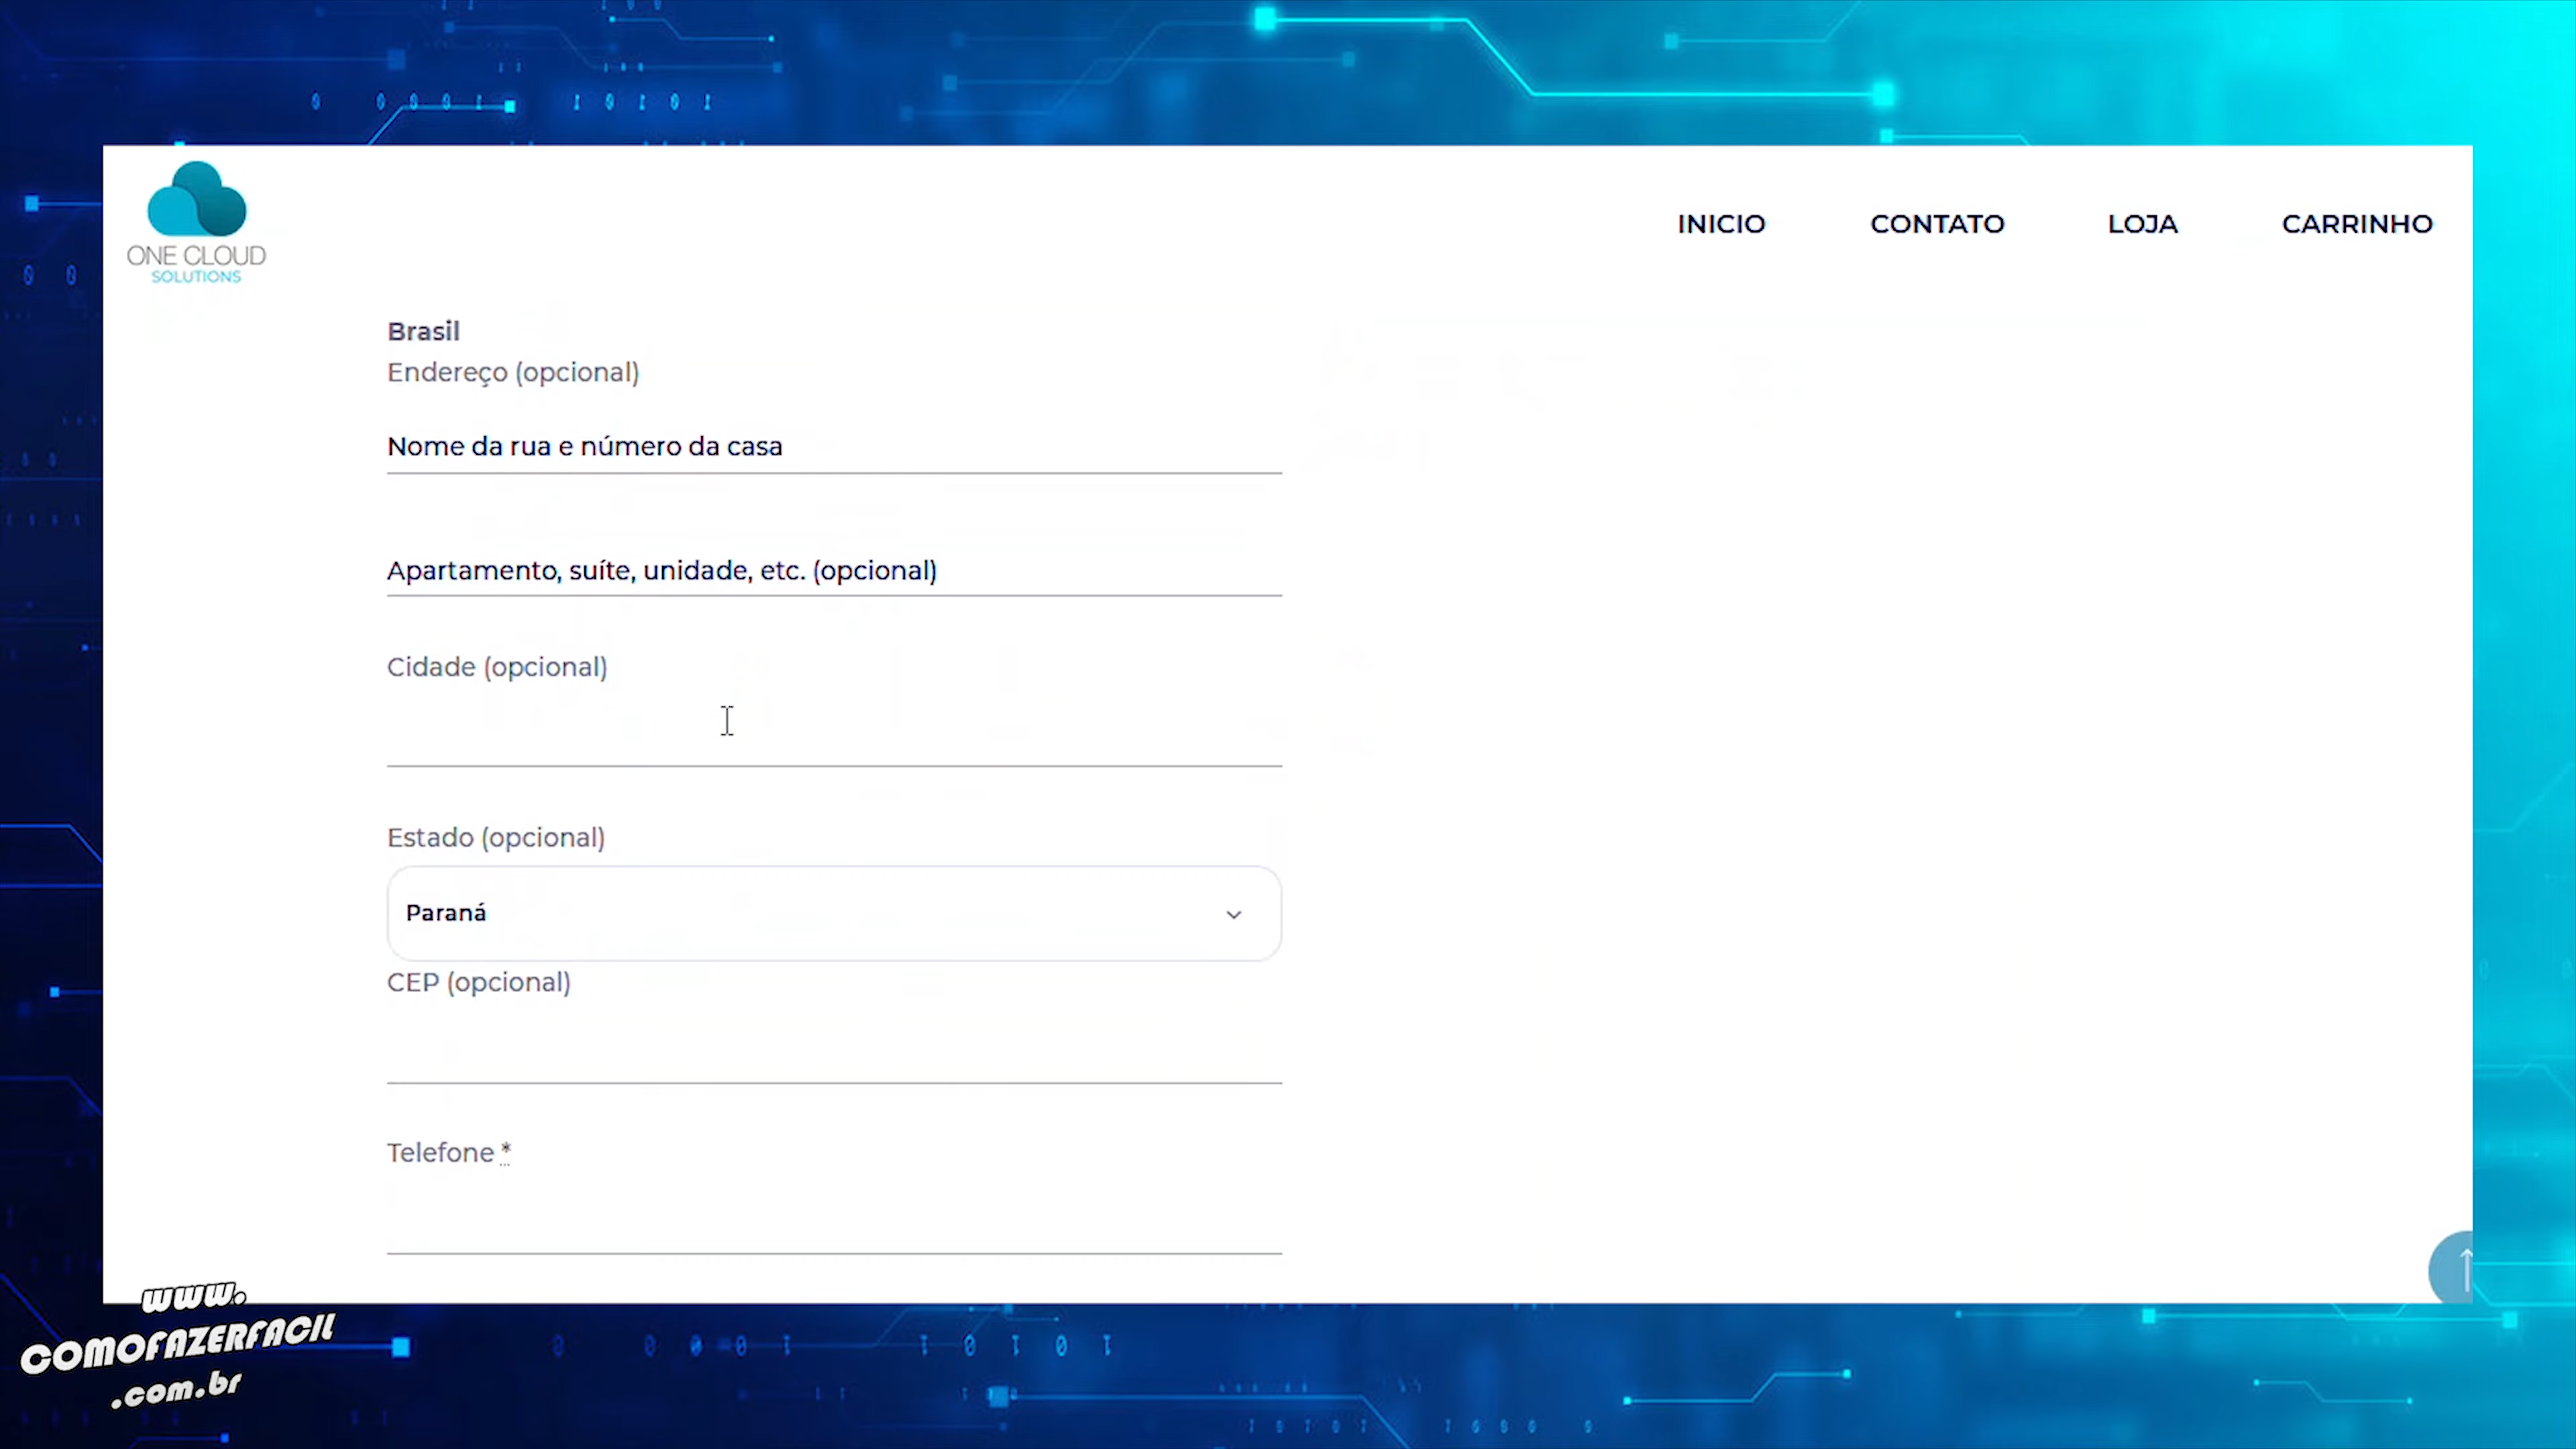 ONE CLOUD
SOLUTIONS
INICIO
CONTATO
LOJA
CARRINHO
Brasil
Endereço (opcional)
Nome da rua e número da casa
Apartamento, suíte, unidade, etc. (opcional)
Cidade (opcional)
Estado (opcional)
Paraná
CEP (opcional)
Telefone *
www.
COMOFAZERFACIL
.com.br